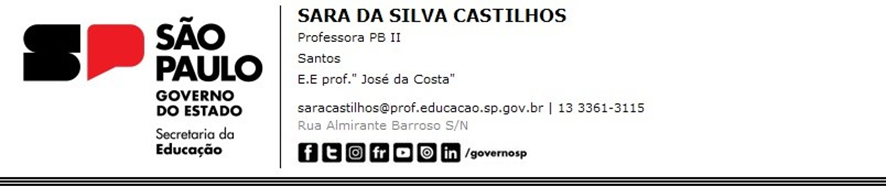 SP
SÃO
PAULO
GOVERNO
DO ESTADO
Secretaria da
Educação
SARA DA SILVA CASTILHOS
Professora PB II
Santos
E.E prof." José da Costa"
saracastilhos@prof.educacao.sp.gov.br | 13 3361-3115
Rua Almirante Barroso S/N
/governosp